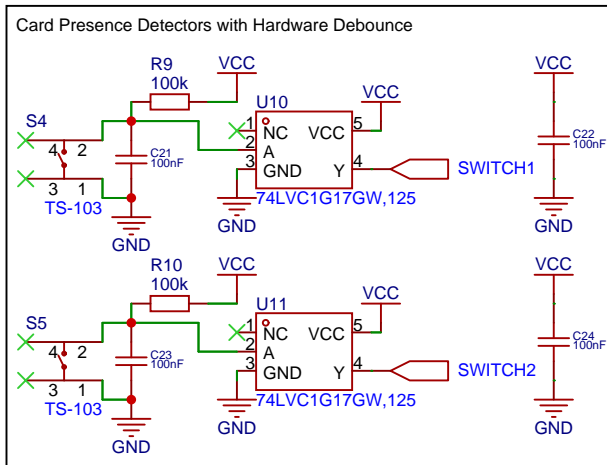 Card Presence Detectors with Hardware Debounce
R9
100k
VCC
U10
VCC
VCC
S4
4 2
3 1
TS-103
C21
100nF
GND
1 NC
2 A
3 GND
VCC 5
Y 4
74LVC1G17GW,125
GND
SWITCH1
C22
100nF
GND
R10
100k
VCC
U11
VCC
VCC
S5
4 2
3 1
TS-103
C23
100nF
GND
1 NC
2 A
3 GND
VCC 5
Y 4
74LVC1G17GW,125
GND
SWITCH2
C24
100nF
GND